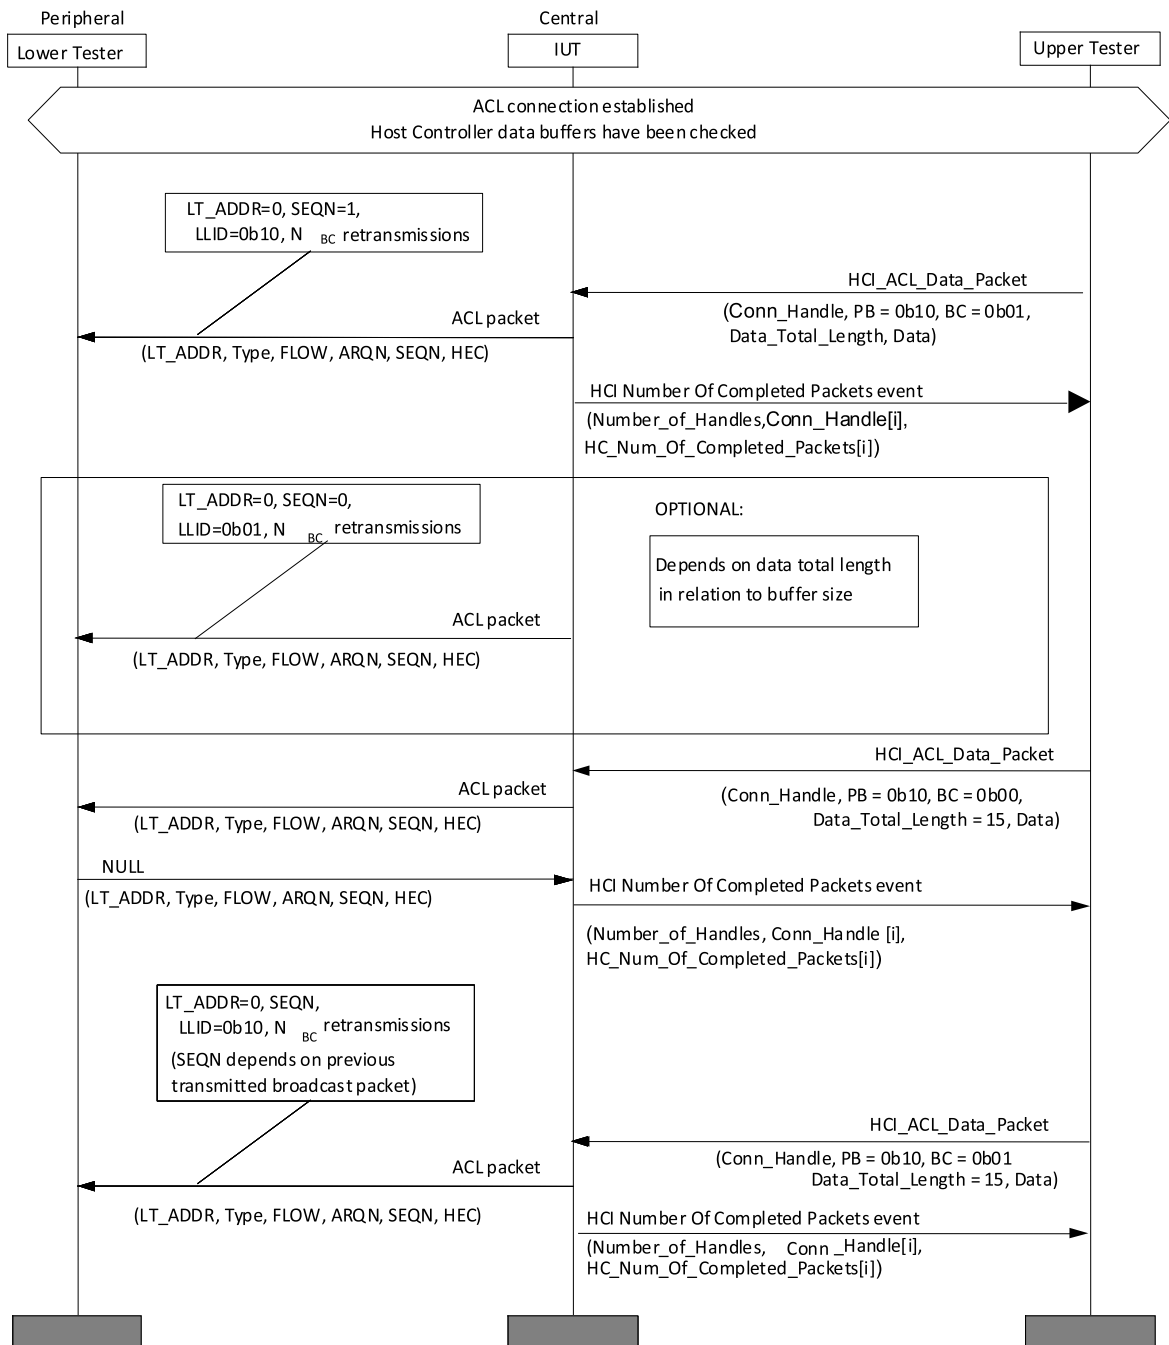 Peripheral
Central
Lower Tester
IUT
Upper Tester
ACL connection established
Host Controller data buffers have been checked
LT_ADDR=0, SEQN=1,
LLID=0b10, N BC retransmissions
HCI_ACL_Data_Packet
(Conn_Handle, PB = 0b10, BC = 0b01,
Data_Total_Length, Data)
ACL packet
(LT_ADDR, Type, FLOW, ARQN, SEQN, HEC)
HCI Number Of Completed Packets event
(Number_of_Handles,Conn_Handle[i],
HC_Num_Of_Completed_Packets[i])
LT_ADDR=0, SEQN=0,
LLID=0b01, N BC retransmissions
OPTIONAL:
Depends on data total length
in relation to buffer size
ACL packet
(LT_ADDR, Type, FLOW, ARQN, SEQN, HEC)
HCI_ACL_Data_Packet
(Conn_Handle, PB = 0b10, BC = 0b00,
Data_Total_Length = 15, Data)
ACL packet
(LT_ADDR, Type, FLOW, ARQN, SEQN, HEC)
NULL
(LT_ADDR, Type, FLOW, ARQN, SEQN, HEC)
HCI Number Of Completed Packets event
(Number_of_Handles, Conn_Handle [i],
HC_Num_Of_Completed_Packets[i])
LT_ADDR=0, SEQN,
LLID=0b10, N BC retransmissions
(SEQN depends on previous
transmitted broadcast packet)
HCI_ACL_Data_Packet
(Conn_Handle, PB = 0b10, BC = 0b01
Data_Total_Length = 15, Data)
ACL packet
(LT_ADDR, Type, FLOW, ARQN, SEQN, HEC)
HCI Number Of Completed Packets event
(Number_of_Handles, Conn _Handle[i],
HC_Num_Of_Completed_Packets[i])